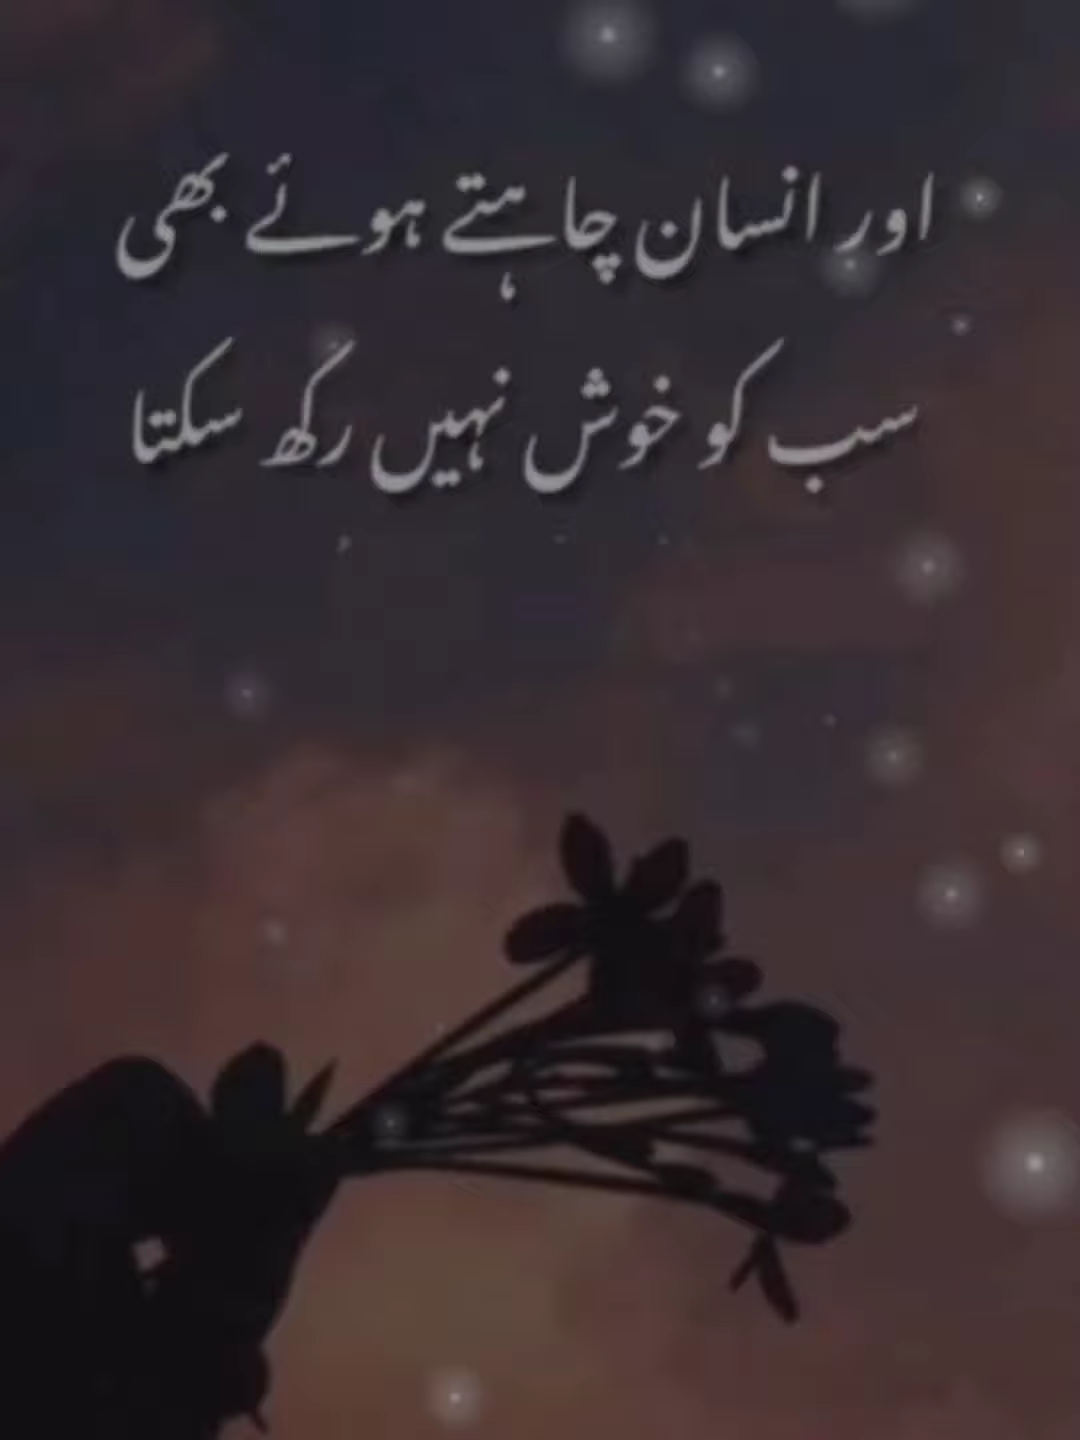 اور انسان چاہتے ہوئے بھی
سب کو خوش نہیں رکھ سکتا